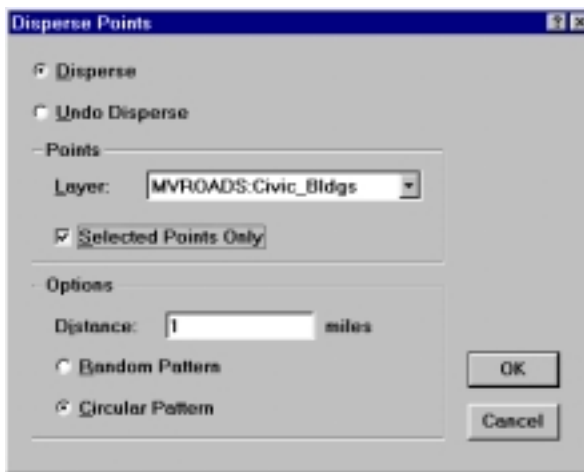 Disperse Points
Disperse
Undo Disperse
Points
Layer: MVROADS:Civic_Bldgs
Selected Points Only
Options
Distance: 1 miles
Random Pattern
Circular Pattern
OK
Cancel